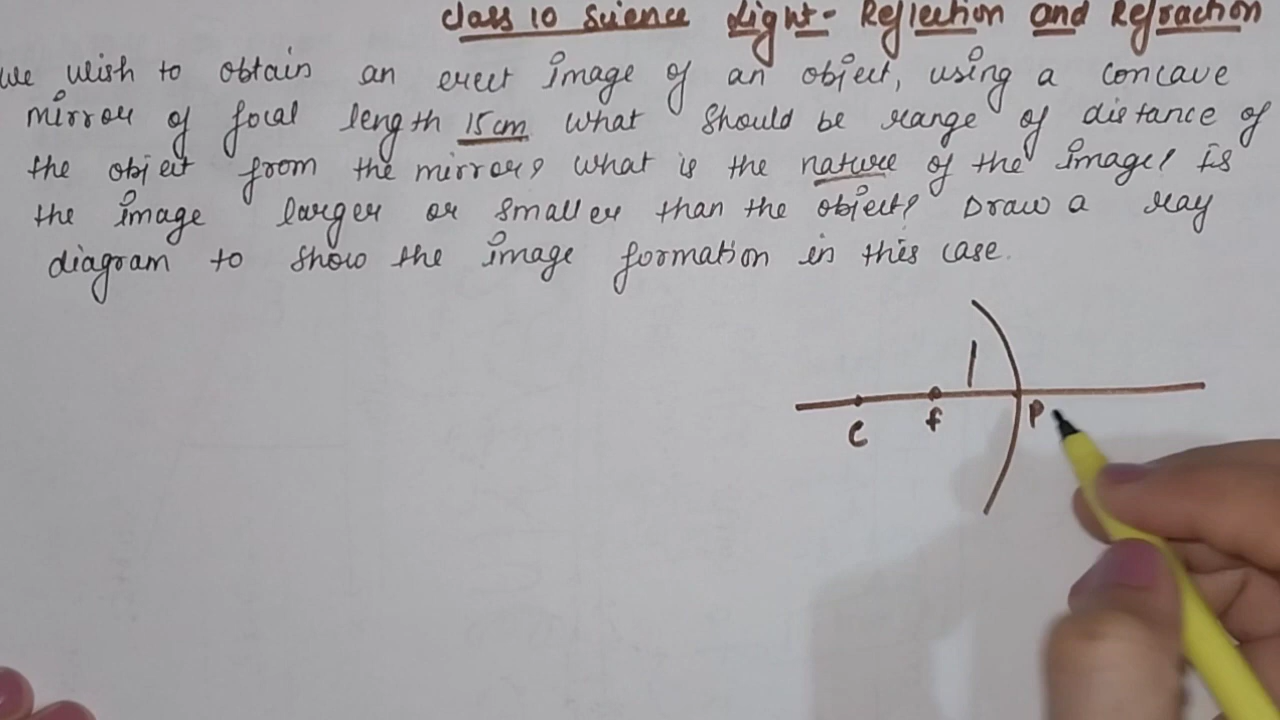 Class 10 Science Light - Reflection and Refraction
We wish to obtain an erect image of an object, using a concave
mirror of focal length 15 cm what should be range of distance of
the object from the mirror? what is the nature of the image? Is
the image larger or smaller than the object? Draw a ray
diagram to show the image formation in this case.
C f P